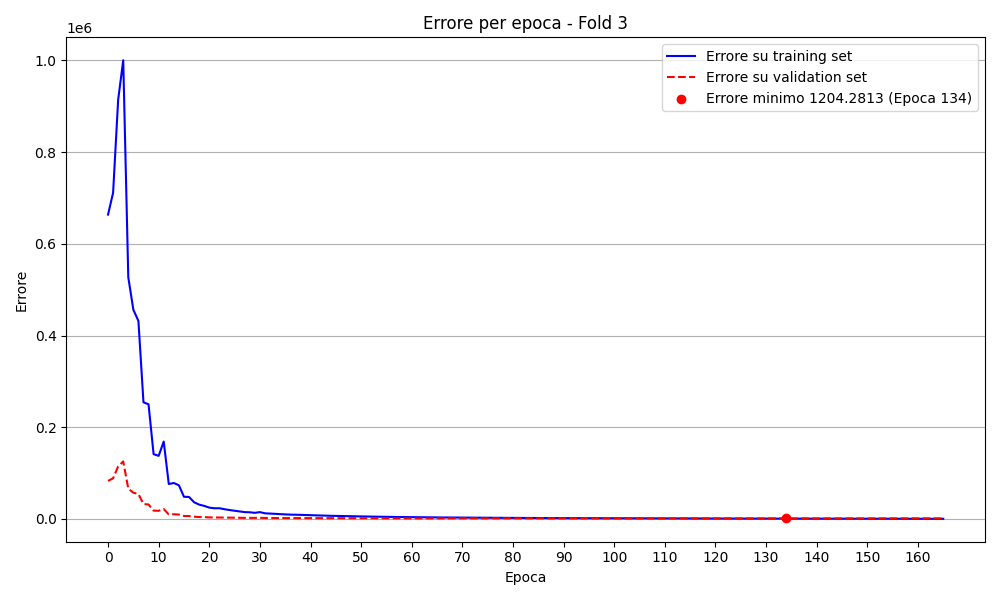 Errore per epoca - Fold 3
1e6
Errore su training set
Errore su validation set
Errore minimo 1204.2813 (Epoca 134)
1.0
0.8
0.6
0.4
0.2
0.0
Errore
0 10 20 30 40 50 60 70 80 90 100 110 120 130 140 150 160
Epoca